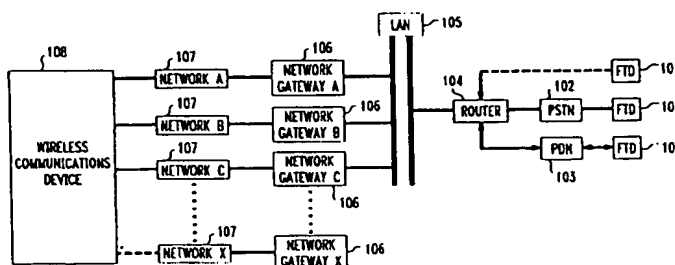 LAN
105
108
107
106
NETWORK A
NETWORK
GATEWAY A
104
102
FTD
10
107
106
ROUTER
PSTN
FTD
10
NETWORK B
NETWORK
GATEWAY B
WIRELESS
COMMUNICATIONS
DEVICE
107
NETWORK C
NETWORK
GATEWAY C
PDN
FTD
10
103
106
107
106
NETWORK X
NETWORK
GATEWAY X